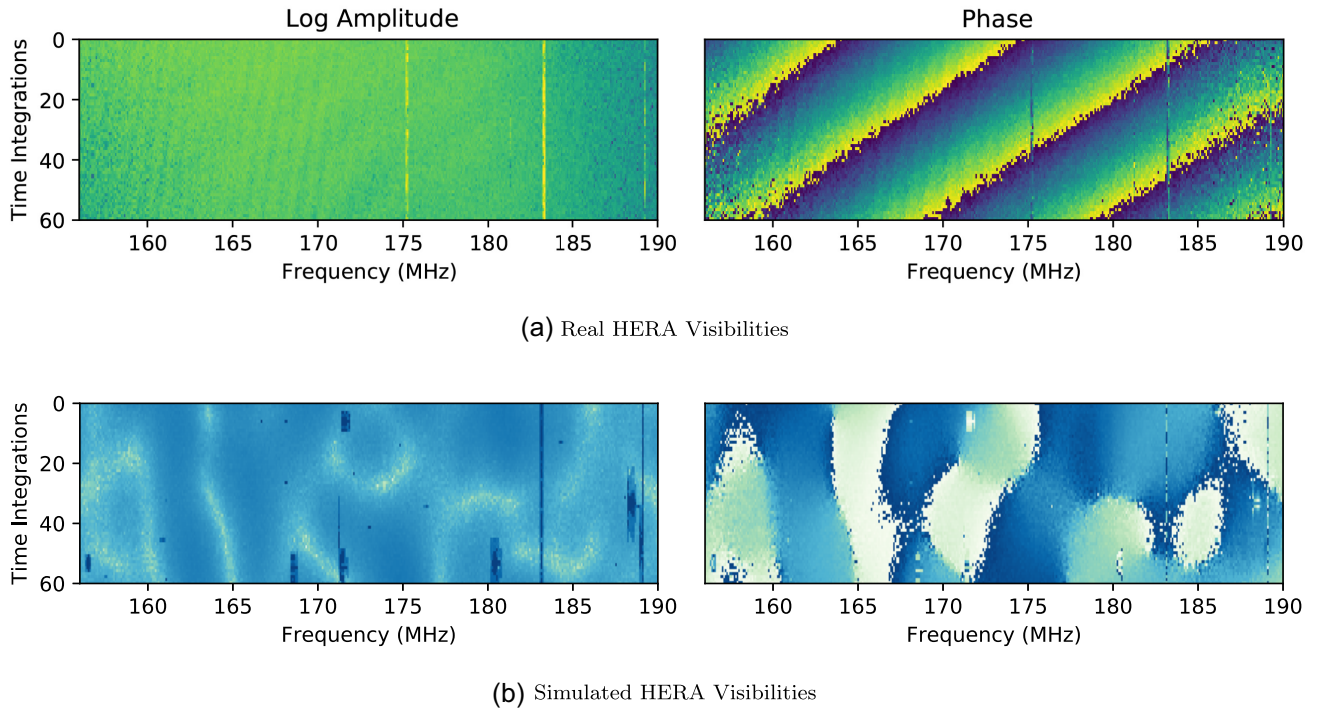 Log Amplitude Phase
0 20 40 60
Time Integrations
160 165 170 175 180 185 190
Frequency (MHz)
160 165 170 175 180 185 190
Frequency (MHz)
(a) Real HERA Visibilities
0 20 40 60
Time Integrations
160 165 170 175 180 185 190
Frequency (MHz)
160 165 170 175 180 185 190
Frequency (MHz)
(b) Simulated HERA Visibilities